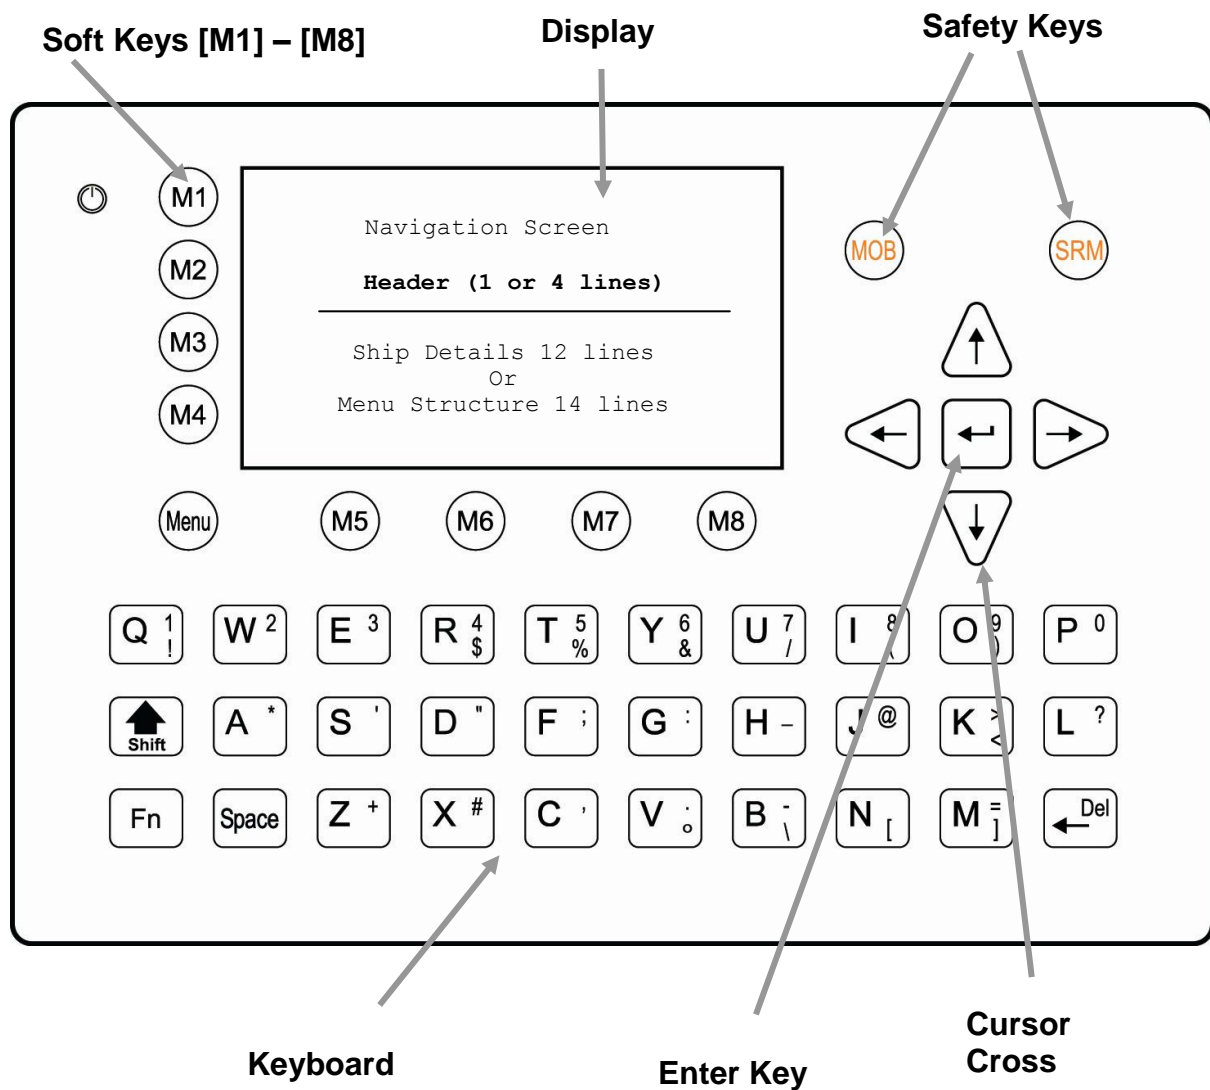 Soft Keys [M1] – [M8]
Display
Safety Keys
M1
M2
M3
M4
Navigation Screen
Header (1 or 4 lines)
Ship Details 12 lines
Or
Menu Structure 14 lines
MOB
SRM
Menu
M5
M6
M7
M8
Q 1 !
W 2
E 3
R 4 $
T 5 %
Y 6 &
U 7 /
I 8 (
O 9 )
P 0
Shift
A *
S '
D "
F ;
G :
H _
J @
K > <
L ?
Fn
Space
Z +
X #
C ,
V . o
B - \
N [
M = ]
Del
Keyboard
Enter Key
Cursor
Cross